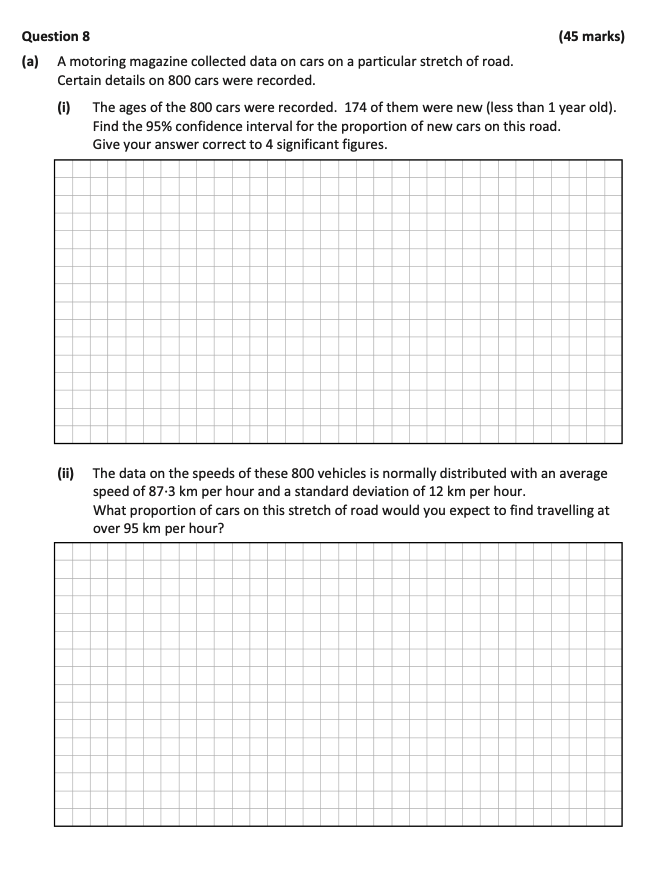 Question 8 (45 marks)
(a) A motoring magazine collected data on cars on a particular stretch of road.
Certain details on 800 cars were recorded.
(i) The ages of the 800 cars were recorded. 174 of them were new (less than 1 year old).
Find the 95% confidence interval for the proportion of new cars on this road.
Give your answer correct to 4 significant figures.
(ii) The data on the speeds of these 800 vehicles is normally distributed with an average
speed of 87·3 km per hour and a standard deviation of 12 km per hour.
What proportion of cars on this stretch of road would you expect to find travelling at
over 95 km per hour?